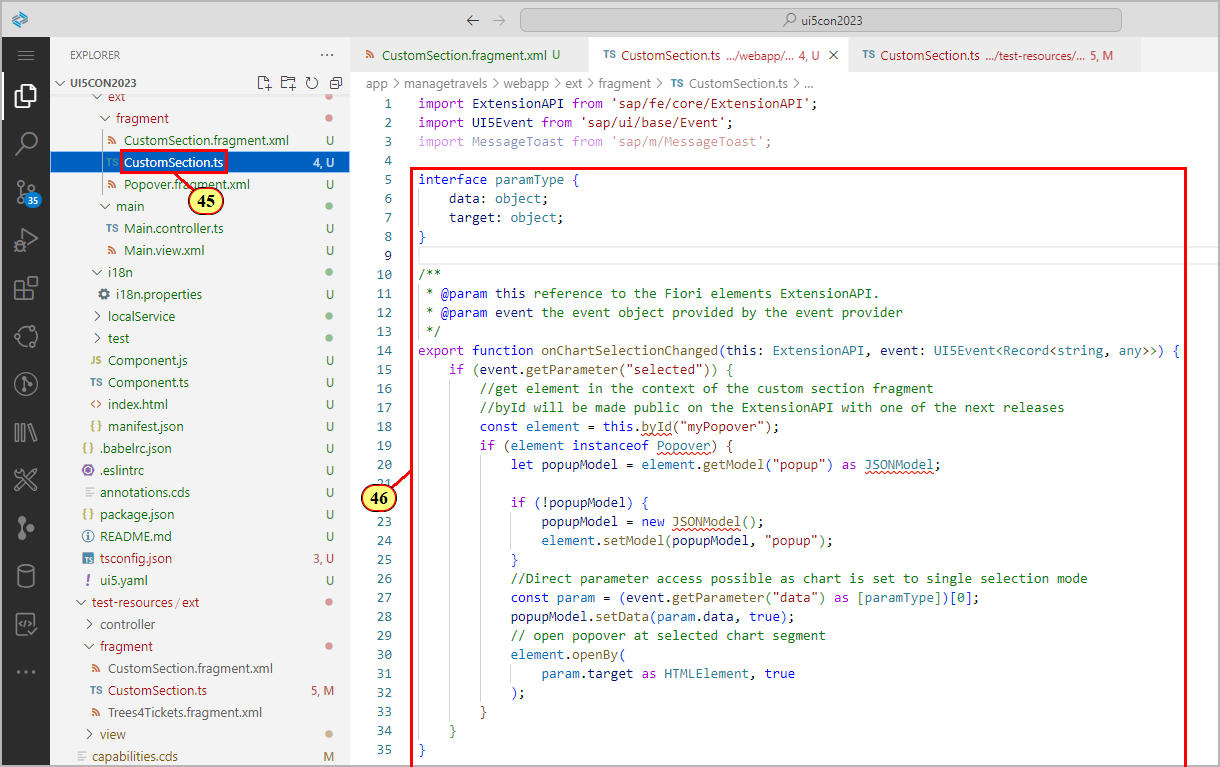 ui5con2023
EXPLORER
UI5CON2023
ext
fragment
CustomSection.fragment.xml U
TS CustomSection.ts 4, U
45
Popover.fragment.xml U
main
TS Main.controller.ts U
Main.view.xml U
i18n
i18n.properties U
localService
test
JS Component.js U
TS Component.ts U
<> index.html U
{} manifest.json U
{} .babelrc.json U
.eslintrc U
annotations.cds U
{} package.json U
README.md U
TS tsconfig.json 3, U
! ui5.yaml U
test-resources / ext
controller
fragment
CustomSection.fragment.xml
TS CustomSection.ts 5, M
Trees4Tickets.fragment.xml
view
capabilities.cds M
35
CustomSection.fragment.xml U
TS CustomSection.ts .../webapp/... 4, U
TS CustomSection.ts .../test-resources/... 5, M
app > managetravels > webapp > ext > fragment > TS CustomSection.ts > ...
1 import ExtensionAPI from 'sap/fe/core/ExtensionAPI';
2 import UI5Event from 'sap/ui/base/Event';
3 import MessageToast from 'sap/m/MessageToast';
4
5 interface paramType {
6 data: object;
7 target: object;
8 }
9
10 /**
11 * @param this reference to the Fiori elements ExtensionAPI.
12 * @param event the event object provided by the event provider
13 */
14 export function onChartSelectionChanged(this: ExtensionAPI, event: UI5Event<Record<string, any>>) {
15 if (event.getParameter("selected")) {
16 //get element in the context of the custom section fragment
17 //byId will be made public on the ExtensionAPI with one of the next releases
18 const element = this.byId("myPopover");
19 if (element instanceof Popover) {
20 let popupModel = element.getModel("popup") as JSONModel;
21
46
if (!popupModel) {
23 popupModel = new JSONModel();
24 element.setModel(popupModel, "popup");
25 }
26 //Direct parameter access possible as chart is set to single selection mode
27 const param = (event.getParameter("data") as [paramType])[0];
28 popupModel.setData(param.data, true);
29 // open popover at selected chart segment
30 element.openBy(
31 param.target as HTMLElement, true
32 );
33 }
34 }
35 }